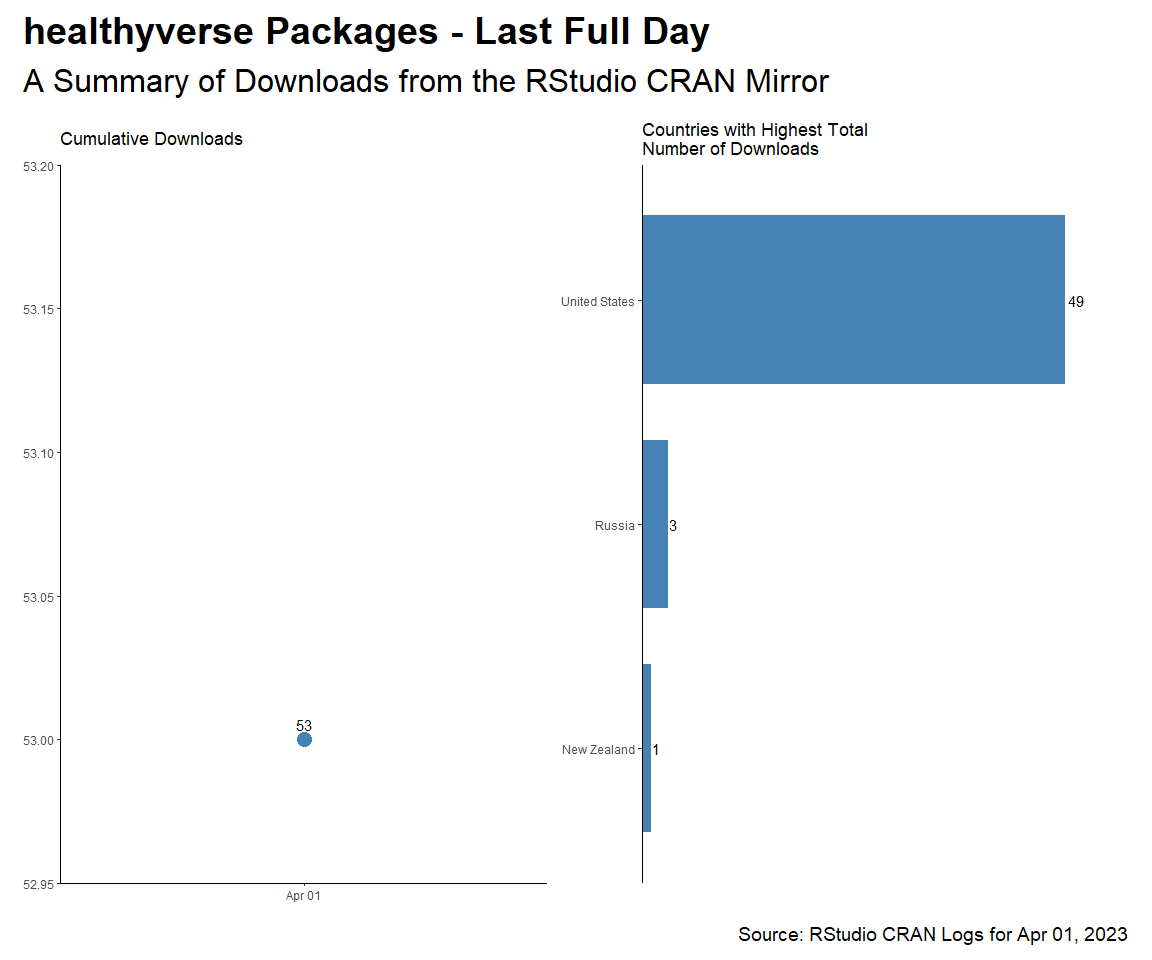 healthyverse Packages - Last Full Day
A Summary of Downloads from the RStudio CRAN Mirror
Cumulative Downloads
53.20
53.15
53.10
53.05
53.00
52.95
53
Apr 01
Countries with Highest Total
Number of Downloads
United States
49
Russia
3
New Zealand
1
Source: RStudio CRAN Logs for Apr 01, 2023